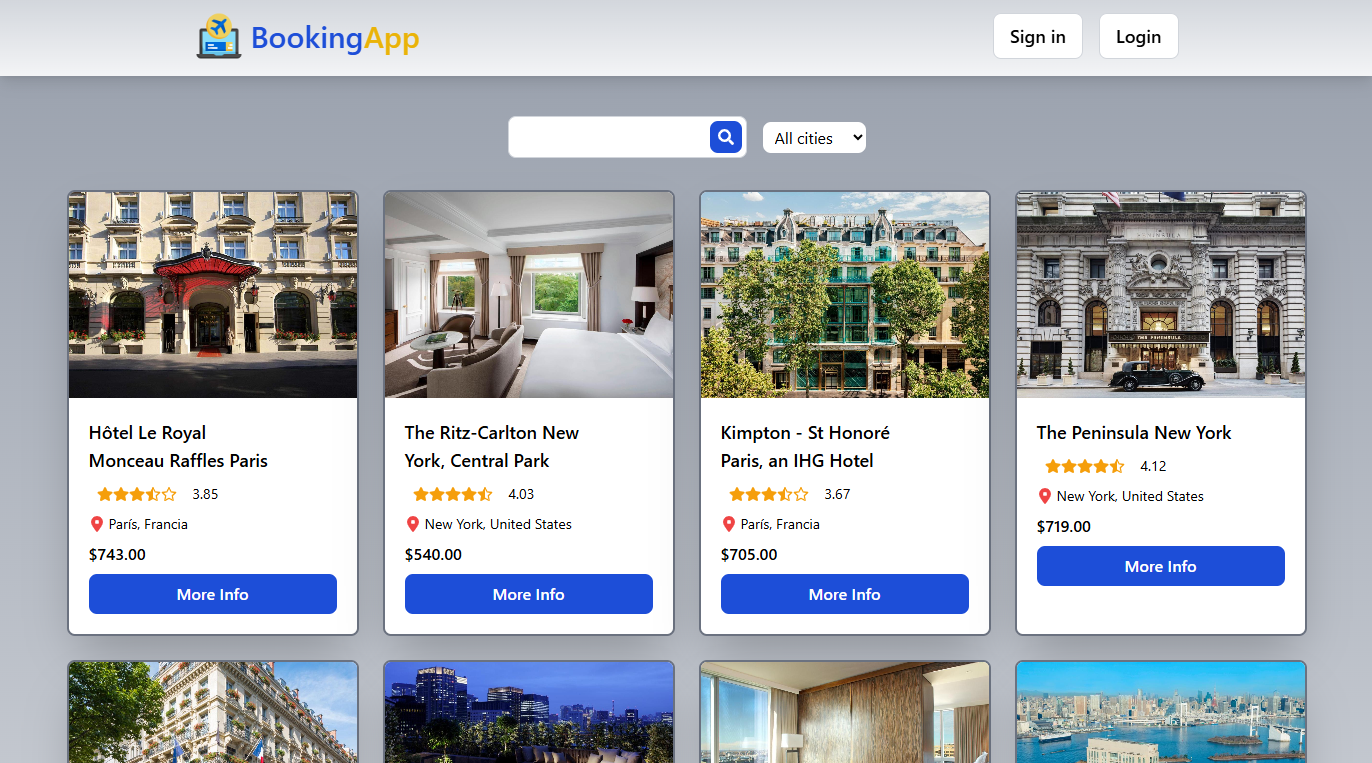 BookingApp
Sign in
Login
All cities
THE PENINSULA
Hôtel Le Royal
Monceau Raffles Paris
3.85
París, Francia
$743.00
More Info
The Ritz-Carlton New
York, Central Park
4.03
New York, United States
$540.00
More Info
Kimpton - St Honoré
Paris, an IHG Hotel
3.67
París, Francia
$705.00
More Info
The Peninsula New York
4.12
New York, United States
$719.00
More Info